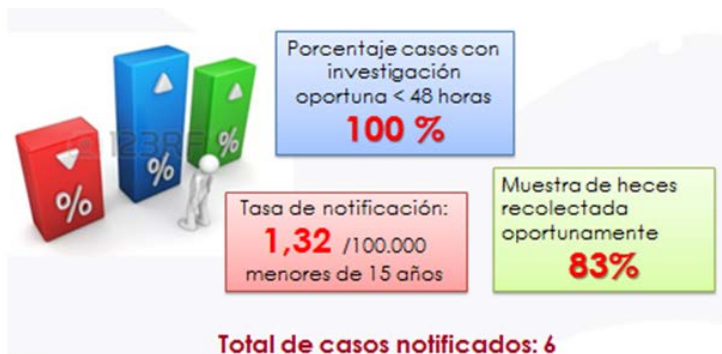 Porcentaje casos con
investigación
oportuna < 48 horas
100 %
123RF
%
%
%
Tasa de notificación:
1,32 /100.000
menores de 15 años
Muestra de heces
recolectada
oportunamente
83%
Total de casos notificados: 6